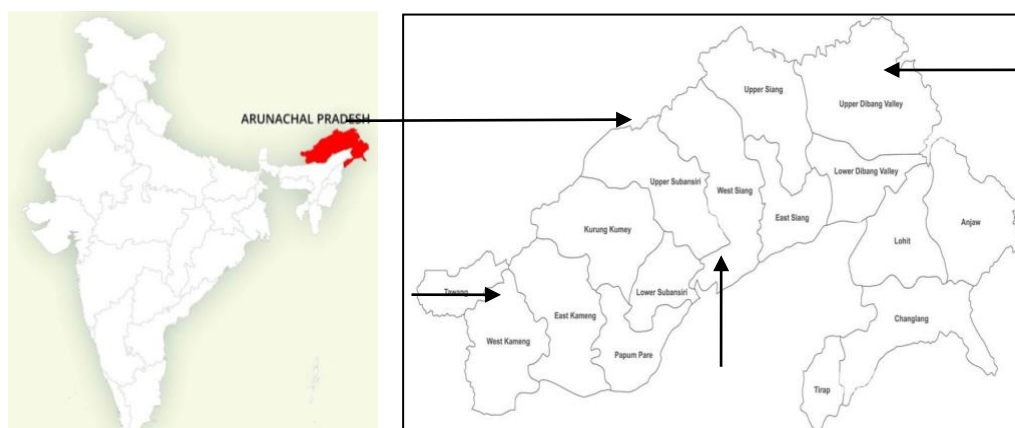 ARUNACHAL PRADESH
Upper Siang
Upper Dibang Valley
Lower Dibang Valley
Upper Subansiri
West Siang
East Siang
Anjaw
Kurung Kumey
Lohit
Tawang
Lower Subansiri
East Kameng
Changlang
West Kameng
Papum Pare
Tirap